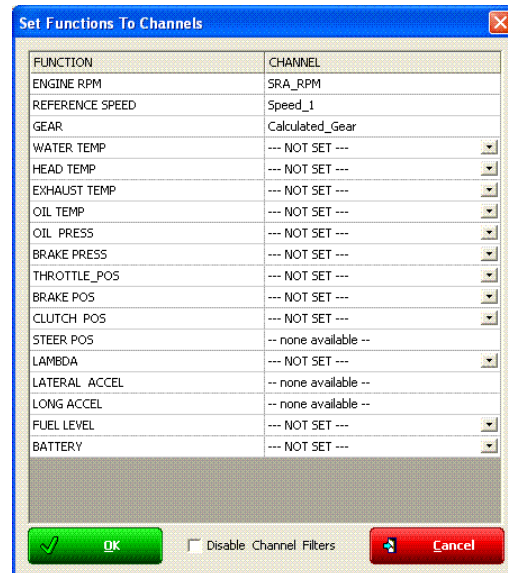 Set Functions To Channels
FUNCTION CHANNEL
ENGINE RPM SRA_RPM
REFERENCE SPEED Speed_1
GEAR Calculated_Gear
WATER TEMP --- NOT SET ---
HEAD TEMP --- NOT SET ---
EXHAUST TEMP --- NOT SET ---
OIL TEMP --- NOT SET ---
OIL PRESS --- NOT SET ---
BRAKE PRESS --- NOT SET ---
THROTTLE_POS --- NOT SET ---
BRAKE POS --- NOT SET ---
CLUTCH POS --- NOT SET ---
STEER POS -- none available --
LAMBDA --- NOT SET ---
LATERAL ACCEL -- none available --
LONG ACCEL -- none available --
FUEL LEVEL --- NOT SET ---
BATTERY --- NOT SET ---
OK Disable Channel Filters Cancel